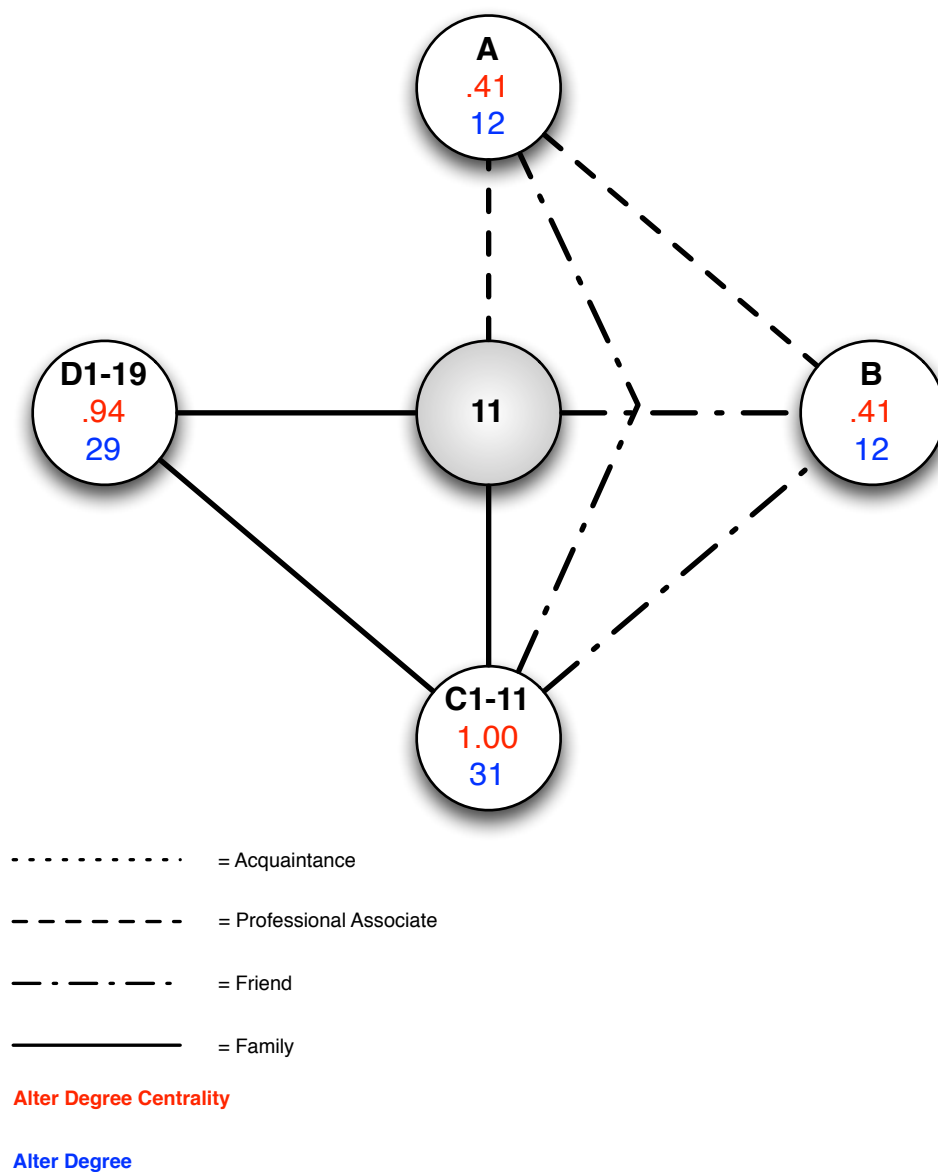 A
.41
12
D1-19
.94
29
11
B
.41
12
C1-11
1.00
31
= Acquaintance
= Professional Associate
= Friend
= Family
Alter Degree Centrality
Alter Degree